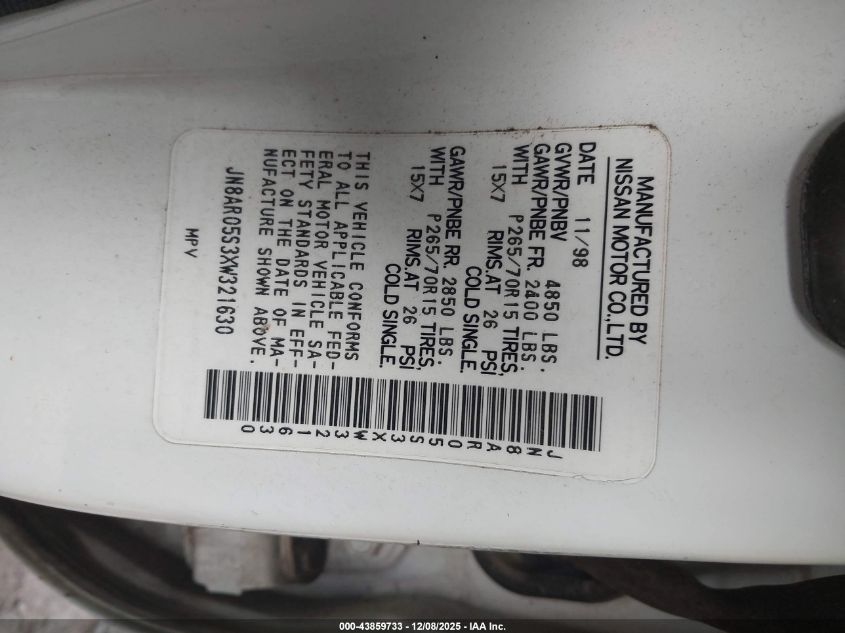 MANUFACTURED BY
NISSAN MOTOR CO.,LTD.
DATE 11/98
GVWR/PNBV 4850 LBS.
GAWR/PNBE FR. 2400 LBS.
WITH P265/70R15 TIRES,
15X7 RIMS.AT 26 PSI
COLD SINGLE.
GAWR/PNBE RR. 2850 LBS.
WITH P265/70R15 TIRES,
15X7 RIMS.AT 26 PSI
COLD SINGLE.
THIS VEHICLE CONFORMS
TO ALL APPLICABLE FED-
ERAL MOTOR VEHICLE SA-
FETY STANDARDS IN EFF-
ECT ON THE DATE OF MA-
NUFACTURE SHOWN ABOVE.
JN8AR05S3XW321630
MPV
JN8AR05S3XW321630
000-43859733 - 12/08/2025 - IAA Inc.